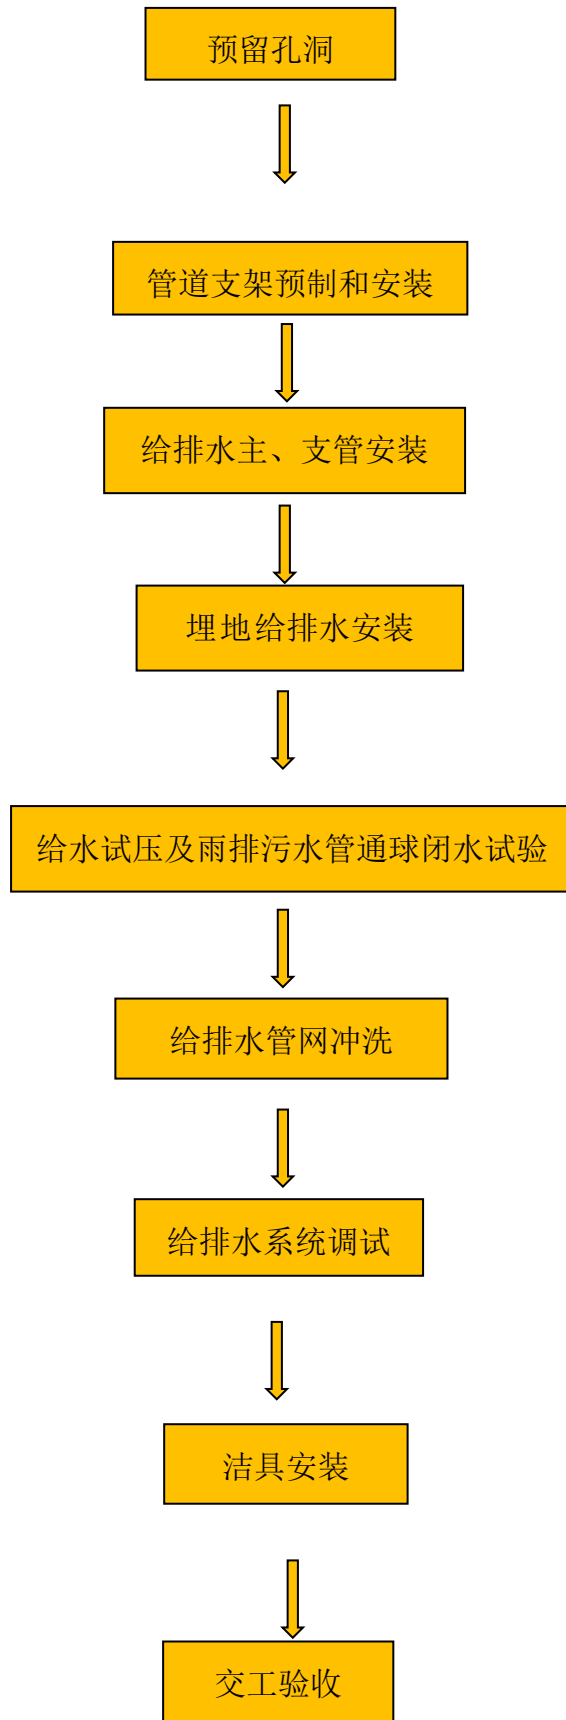 预留孔洞
管道支架预制和安装
给排水主、支管安装
埋地给排水安装
给水试压及雨排污水管通球闭水试验
给排水管网冲洗
给排水系统调试
洁具安装
交工验收